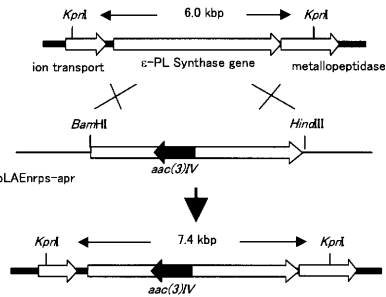 KpnI 6.0 kbp KpnI
ion transport ε-PL Synthase gene metallopeptidase
BamHI HindIII
pLAEnrps-apr
aac(3)IV
KpnI 7.4 kbp KpnI
aac(3)IV